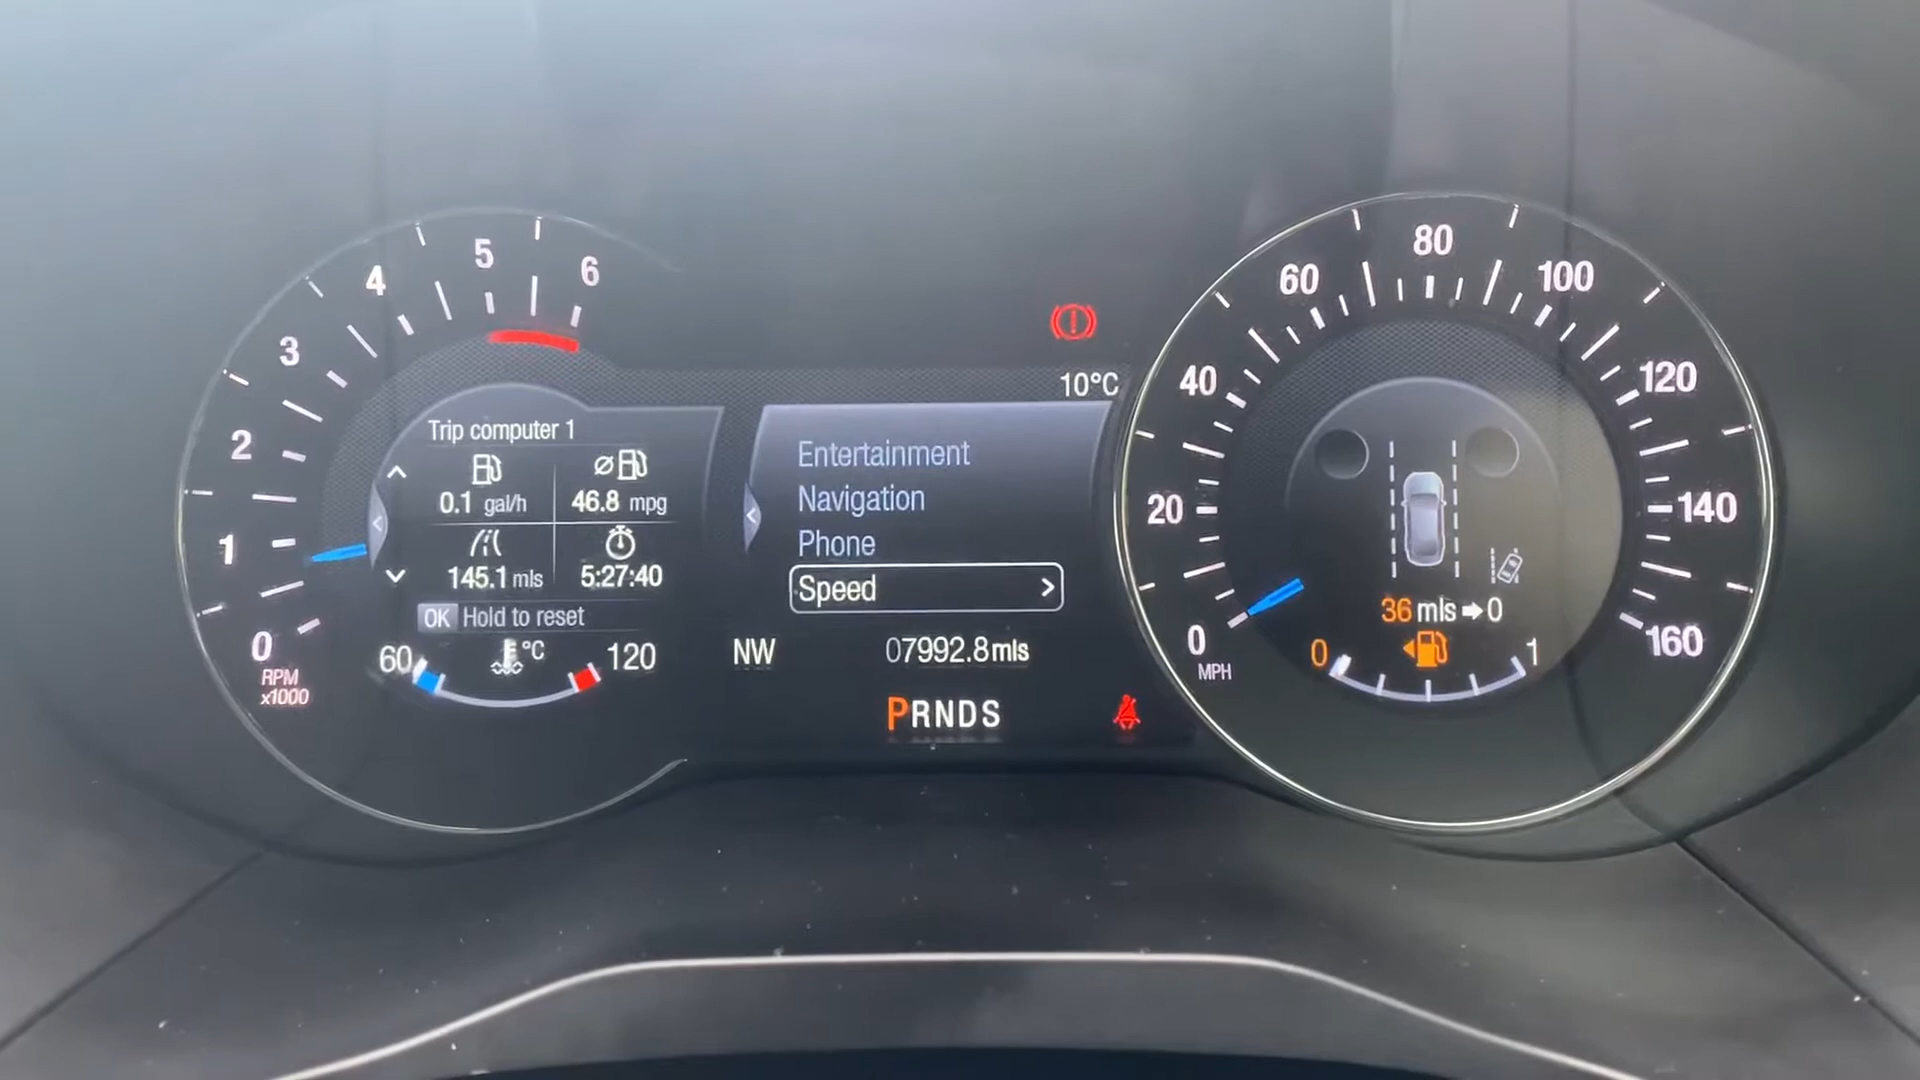 0
1
2
3
4
5
6
RPM
x1000
Trip computer 1
0.1 gal/h
46.8 mpg
145.1 mls
5:27:40
OK Hold to reset
60
°C
120
10°C
Entertainment
Navigation
Phone
Speed >
NW
07992.8mls
PRNDS
0
20
40
60
80
100
120
140
160
MPH
36 mls➡0
0
1